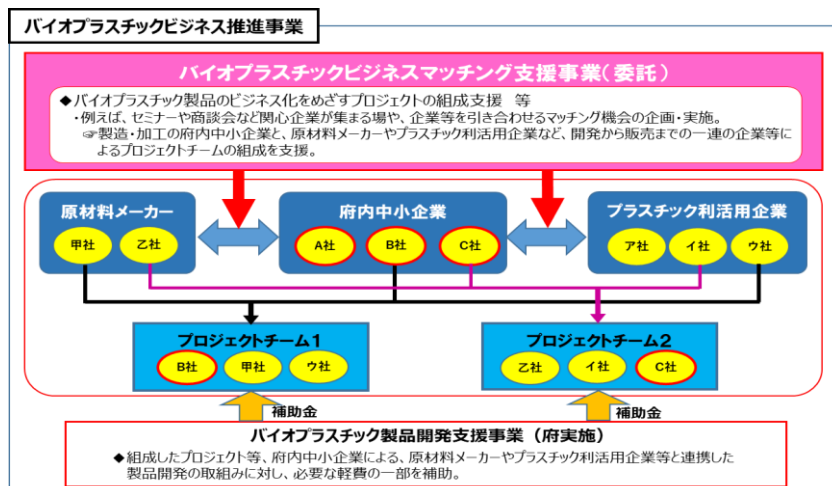 バイオプラスチックビジネス推進事業
バイオプラスチックビジネスマッチング支援事業（委託）
◆バイオプラスチック製品のビジネス化をめざすプロジェクトの組成支援　等
・例えば、セミナーや商談会など関心企業が集まる場や、企業等を引き合わせるマッチング機会の企画・実施。
☞製造・加工の府内中小企業と、原材料メーカーやプラスチック利活用企業など、開発から販売までの一連の企業等に
よるプロジェクトチームの組成を支援。
原材料メーカー
甲社
乙社
府内中小企業
A社
B社
C社
プラスチック利活用企業
ア社
イ社
ウ社
プロジェクトチーム1
B社
甲社
ウ社
プロジェクトチーム2
乙社
イ社
C社
補助金
補助金
バイオプラスチック製品開発支援事業（府実施）
◆組成したプロジェクト等、府内中小企業による、原材料メーカーやプラスチック利活用企業等と連携した
製品開発の取組みに対し、必要な軽費の一部を補助。